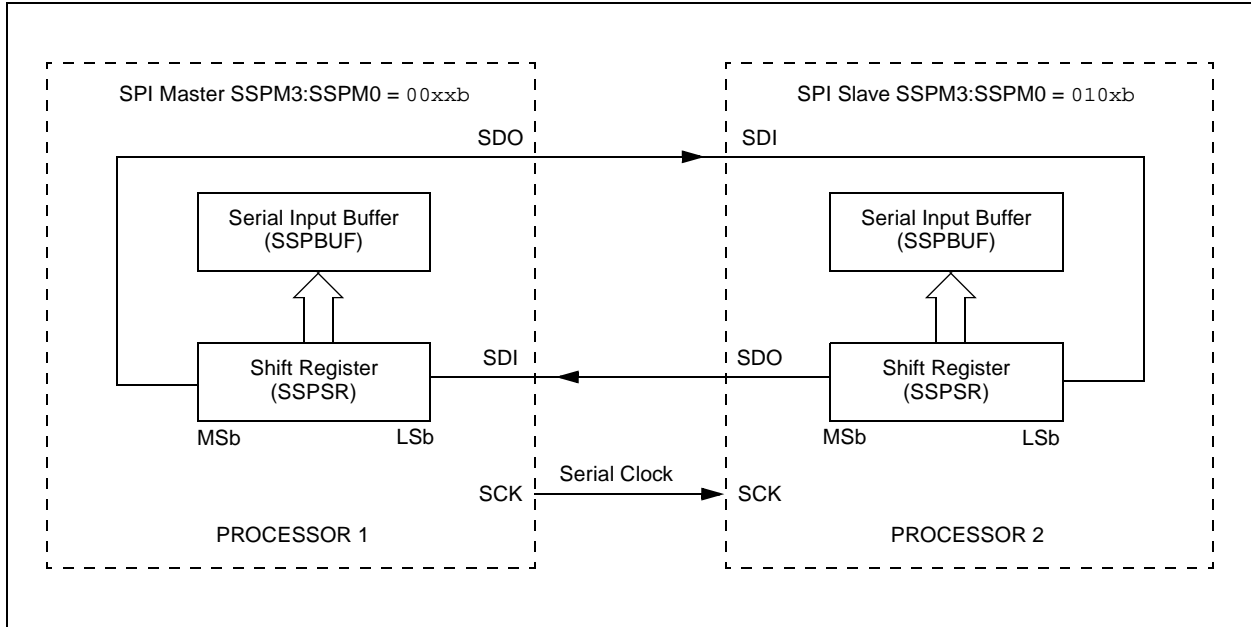 SPI Master SSPM3:SSPM0 = 00xxb
SDO
Serial Input Buffer
(SSPBUF)
Shift Register
(SSPSR)
MSb
LSb
SDI
SCK
PROCESSOR 1
Serial Clock
SPI Slave SSPM3:SSPM0 = 010xb
SDI
Serial Input Buffer
(SSPBUF)
SDO
Shift Register
(SSPSR)
MSb
LSb
SCK
PROCESSOR 2